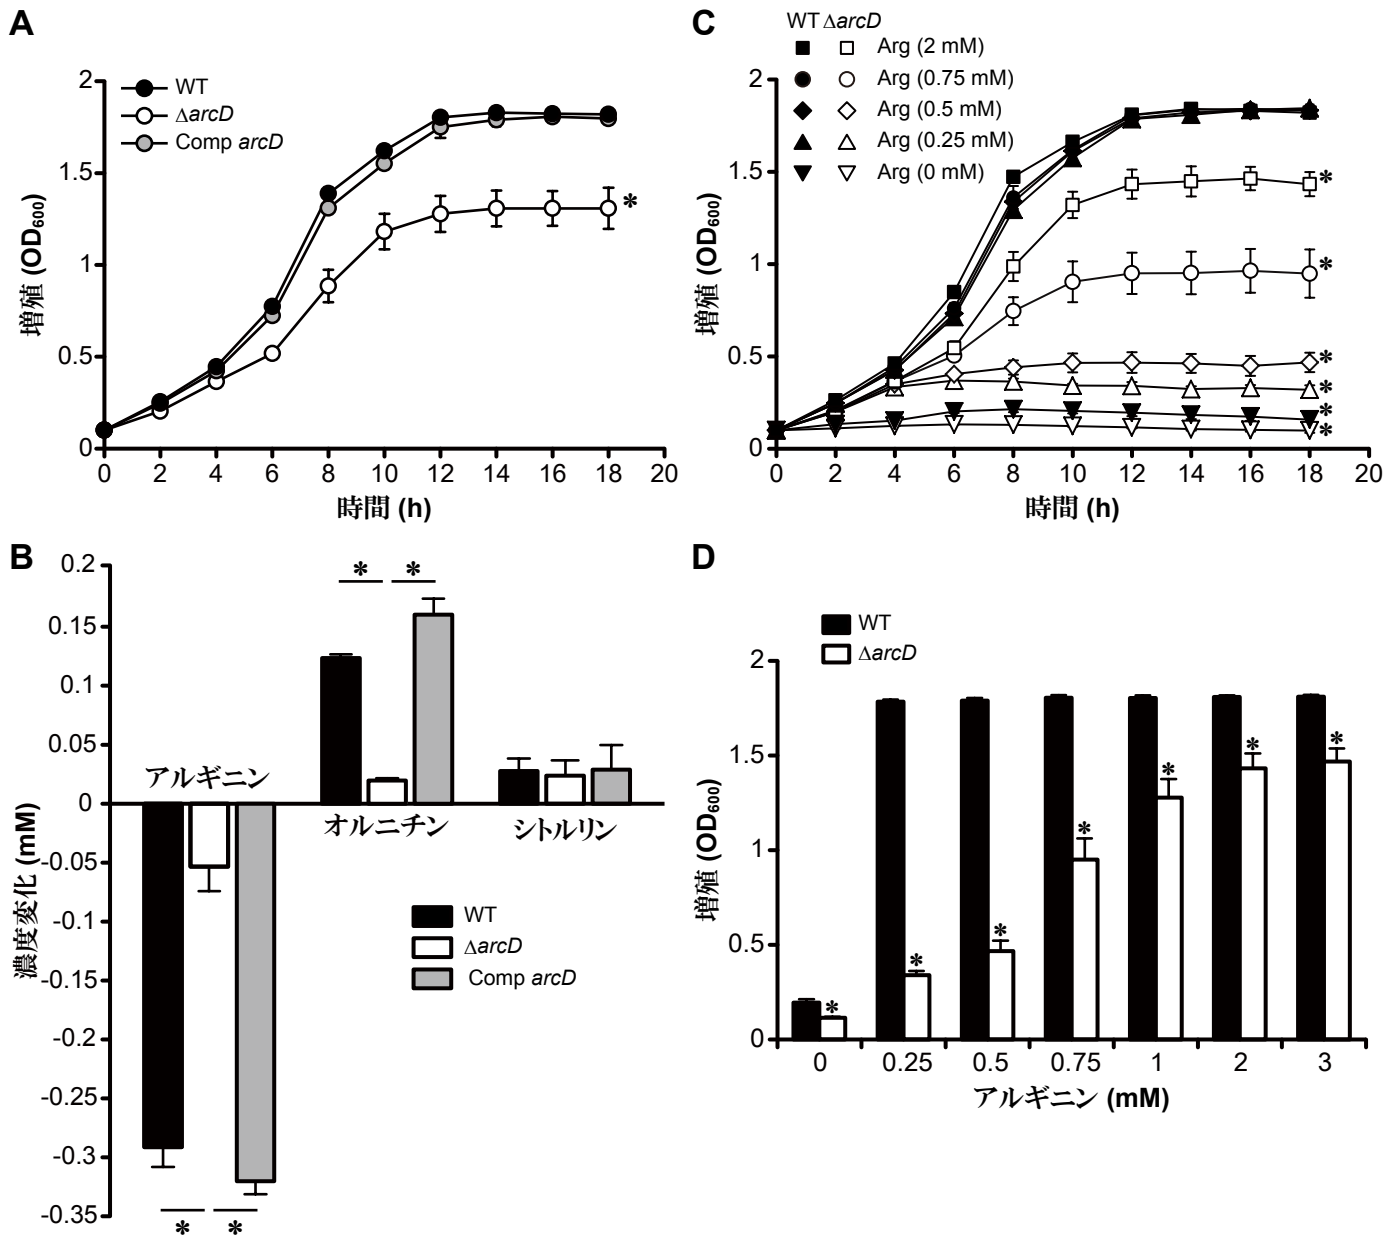 A
WT
ΔarcD
Comp arcD
2
1.5
1
0.5
0
増殖 (OD600)
*
0 2 4 6 8 10 12 14 16 18 20
時間 (h)
C
WT ΔarcD
Arg (2 mM)
Arg (0.75 mM)
Arg (0.5 mM)
Arg (0.25 mM)
Arg (0 mM)
2
1.5
1
0.5
0
増殖 (OD600)
*
*
*
*
*
*
0 2 4 6 8 10 12 14 16 18 20
時間 (h)
B
0.2
0.15
0.1
0.05
0
-0.05
-0.1
-0.15
-0.2
-0.25
-0.3
-0.35
濃度変化 (mM)
* *
アルギニン
オルニチン
シトルリン
WT
ΔarcD
Comp arcD
* *
D
WT
ΔarcD
2
1.5
1
0.5
0
増殖 (OD600)
* * * * * * *
0 0.25 0.5 0.75 1 2 3
アルギニン (mM)